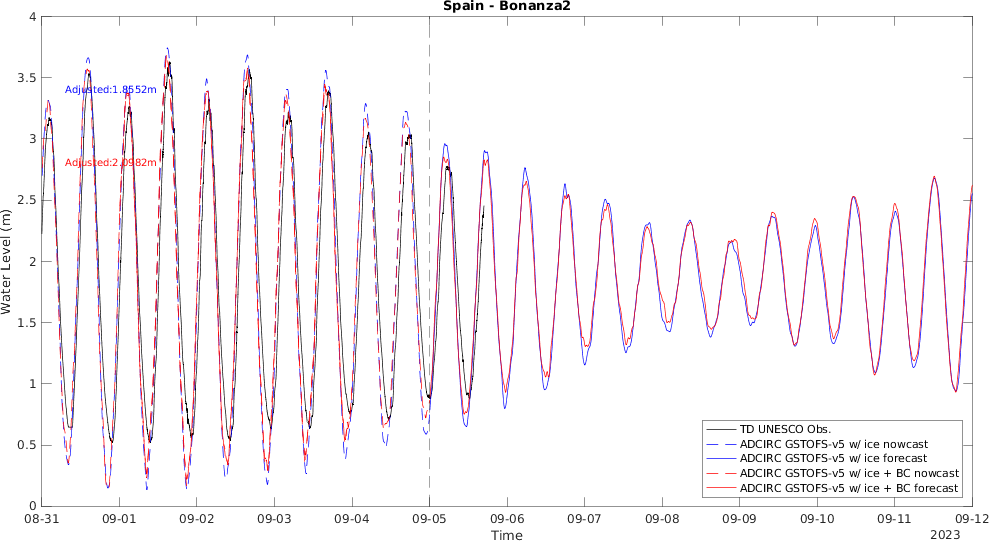 Spain - Bonanza2
4
3.5
3
2.5
2
1.5
1
0.5
0
Water Level (m)
Adjusted:1.8552m
Adjusted:2.0982m
TD UNESCO Obs.
ADCIRC GSTOFS-v5 w/ ice nowcast
ADCIRC GSTOFS-v5 w/ ice forecast
ADCIRC GSTOFS-v5 w/ ice + BC nowcast
ADCIRC GSTOFS-v5 w/ ice + BC forecast
08-31 09-01 09-02 09-03 09-04 09-05 09-06 09-07 09-08 09-09 09-10 09-11 09-12
Time
2023